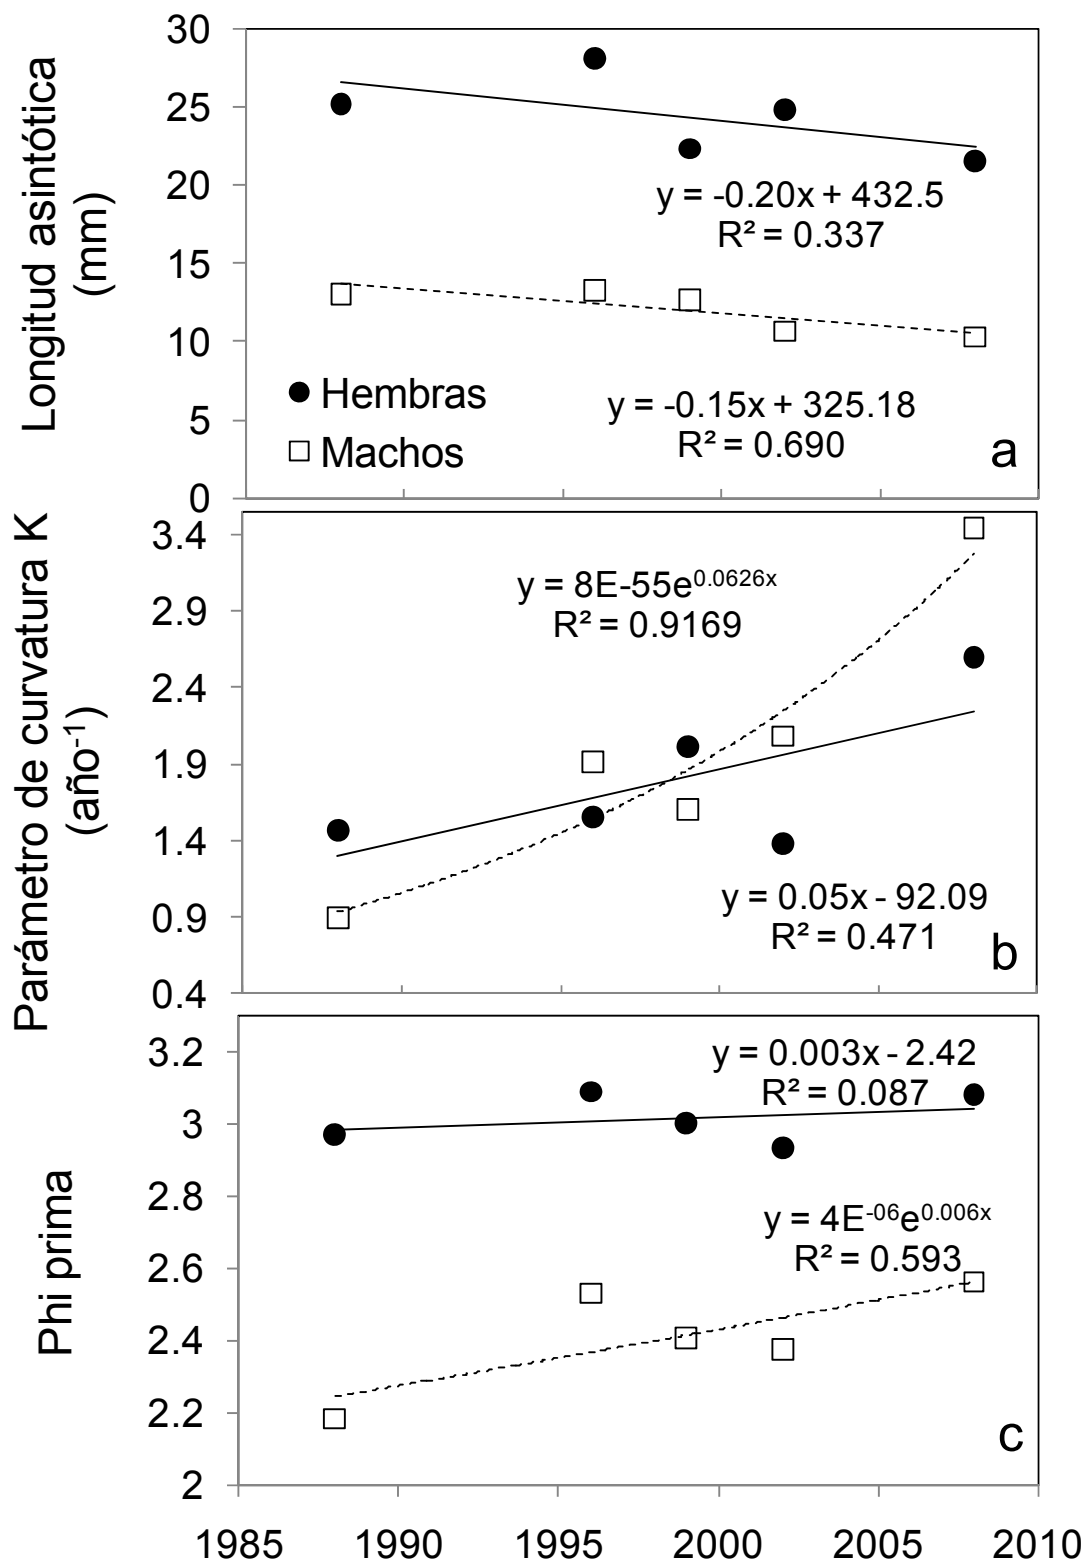 Longitud asintótica
(mm)
30
25
20
15
10
5
0
y = -0.20x + 432.5
R² = 0.337
Hembras
Machos
y = -0.15x + 325.18
R² = 0.690
a
Parámetro de curvatura K
(año-1)
3.4
2.9
2.4
1.9
1.4
0.9
0.4
y = 8E-55e0.0626x
R² = 0.9169
y = 0.05x - 92.09
R² = 0.471
b
Phi prima
3.2
3
2.8
2.6
2.4
2.2
2
y = 0.003x - 2.42
R² = 0.087
y = 4E-06e0.006x
R² = 0.593
c
1985 1990 1995 2000 2005 2010